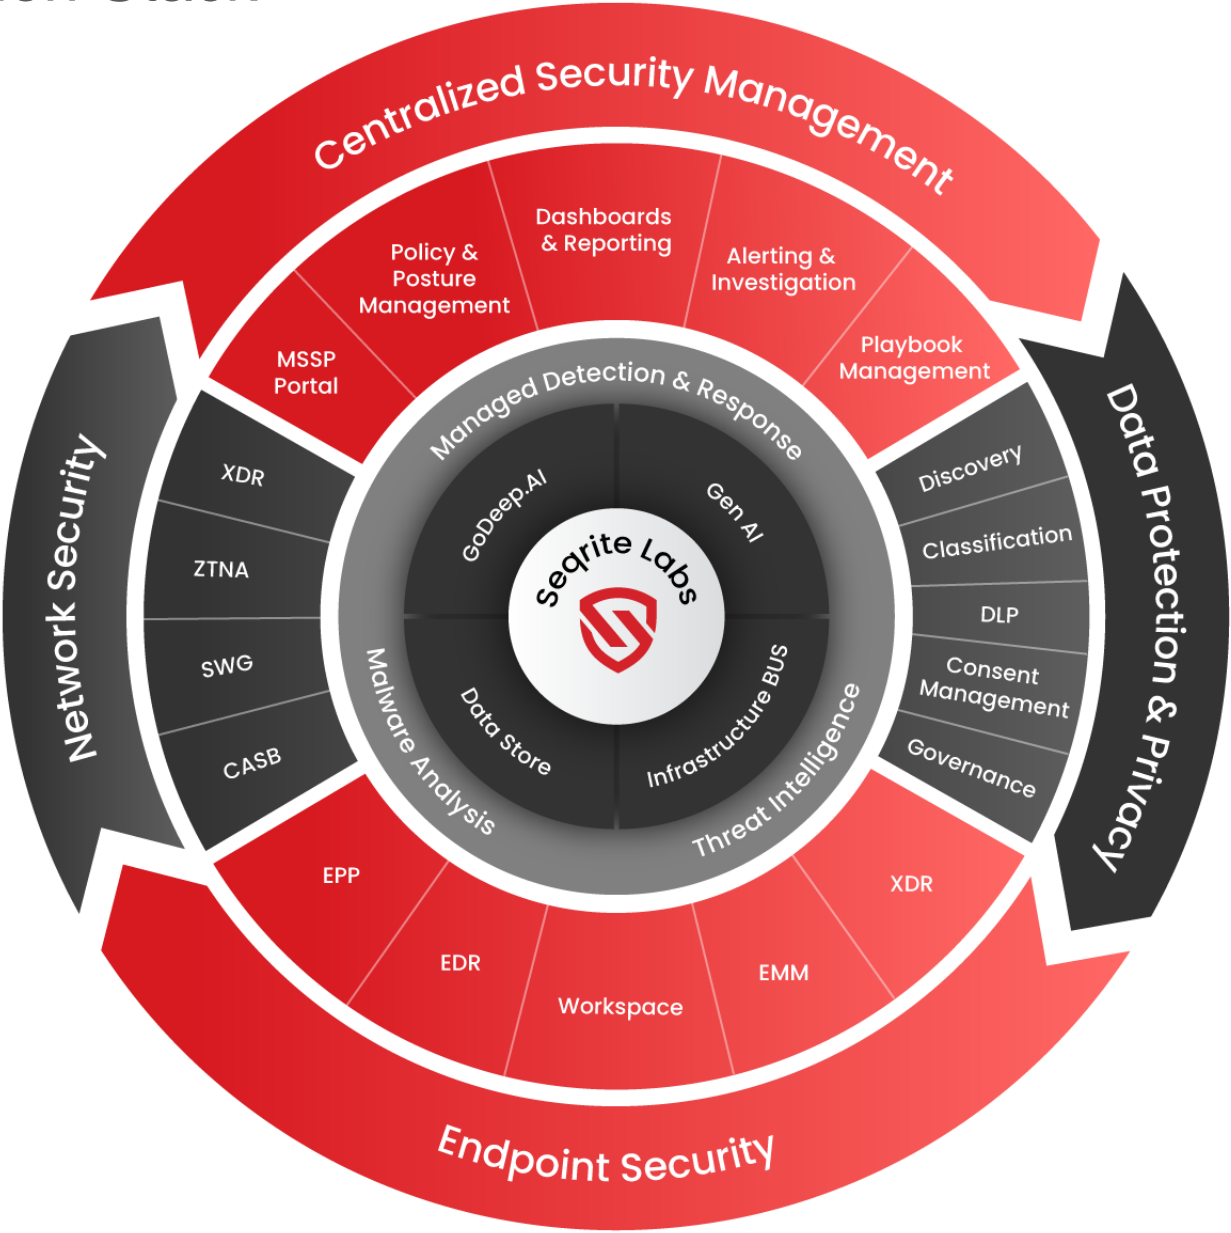 Centralized Security Management
MSSP
Portal
Policy &
Posture
Management
Dashboards
& Reporting
Alerting &
Investigation
Playbook
Management
Data Protection & Privacy
Discovery
Classification
DLP
Consent
Management
Governance
Endpoint Security
EPP
EDR
Workspace
EMM
XDR
Network Security
XDR
ZTNA
SWG
CASB
Managed Detection & Response
Malware Analysis
Threat Intelligence
GoDeep.AI
Gen AI
Data Store
Infrastructure BUS
Seqrite Labs